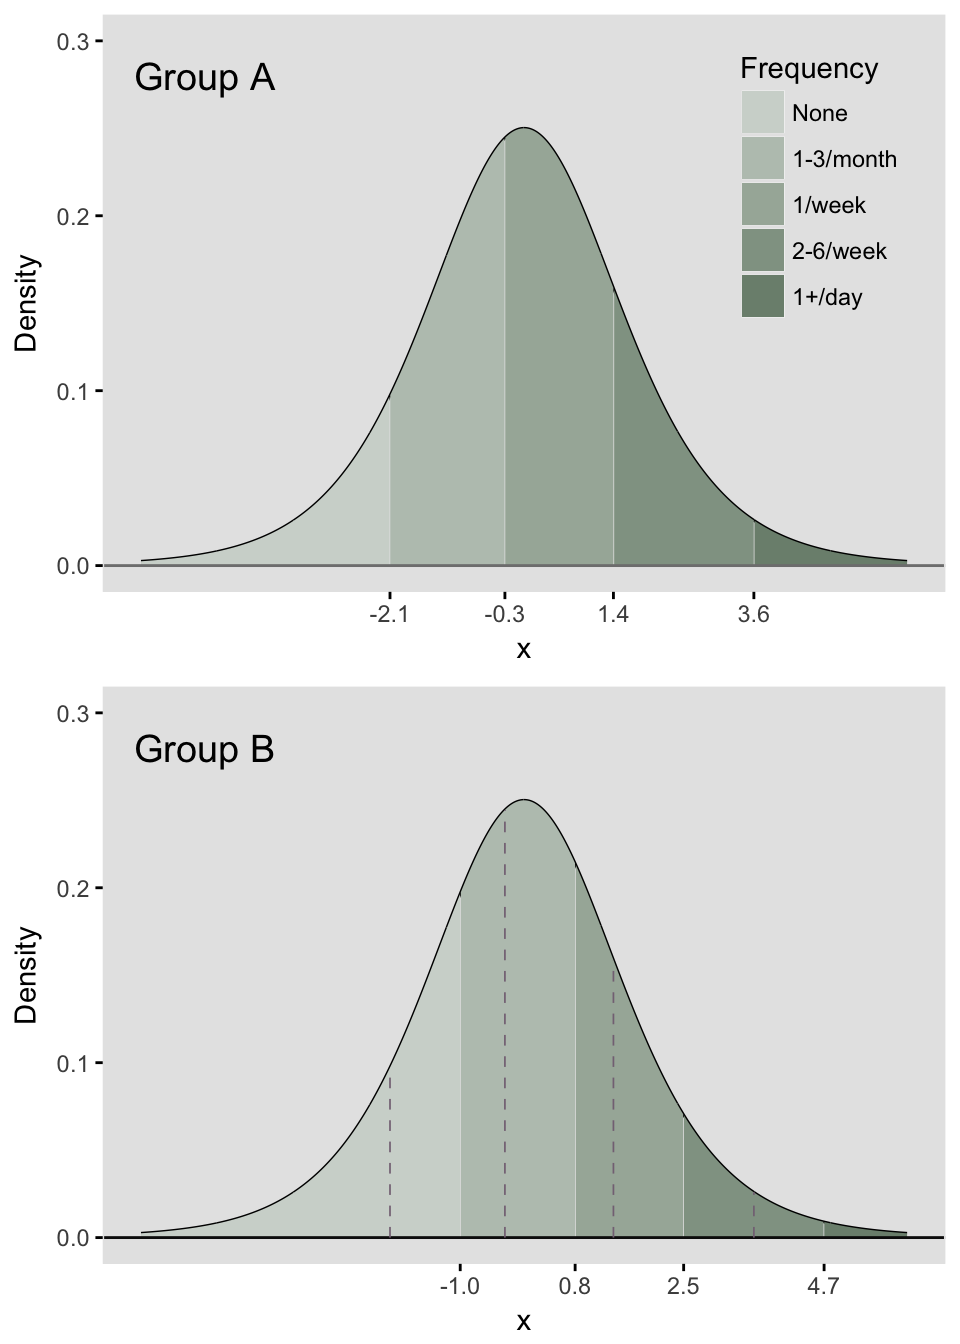 0.3
Group A
Frequency
None
1-3/month
1/week
2-6/week
1+/day
0.2
Density
0.1
0.0
-2.1 -0.3 1.4 3.6
x
0.3
Group B
0.2
Density
0.1
0.0
-1.0 0.8 2.5 4.7
x